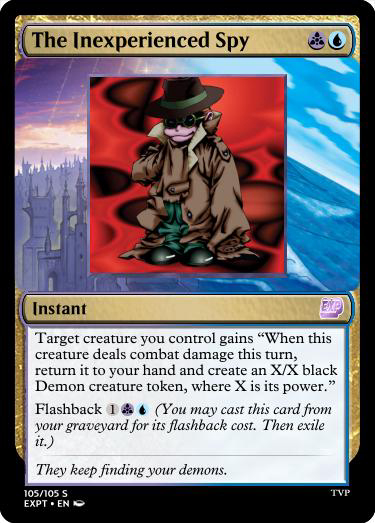 The Inexperienced Spy
Instant
EXP
Target creature you control gains “When this
creature deals combat damage this turn,
return it to your hand and create an X/X black
Demon creature token, where X is its power.”
Flashback 1 (You may cast this card from
your graveyard for its flashback cost. Then exile
it.)
They keep finding your demons.
105/105 S
EXPT • EN
TVP